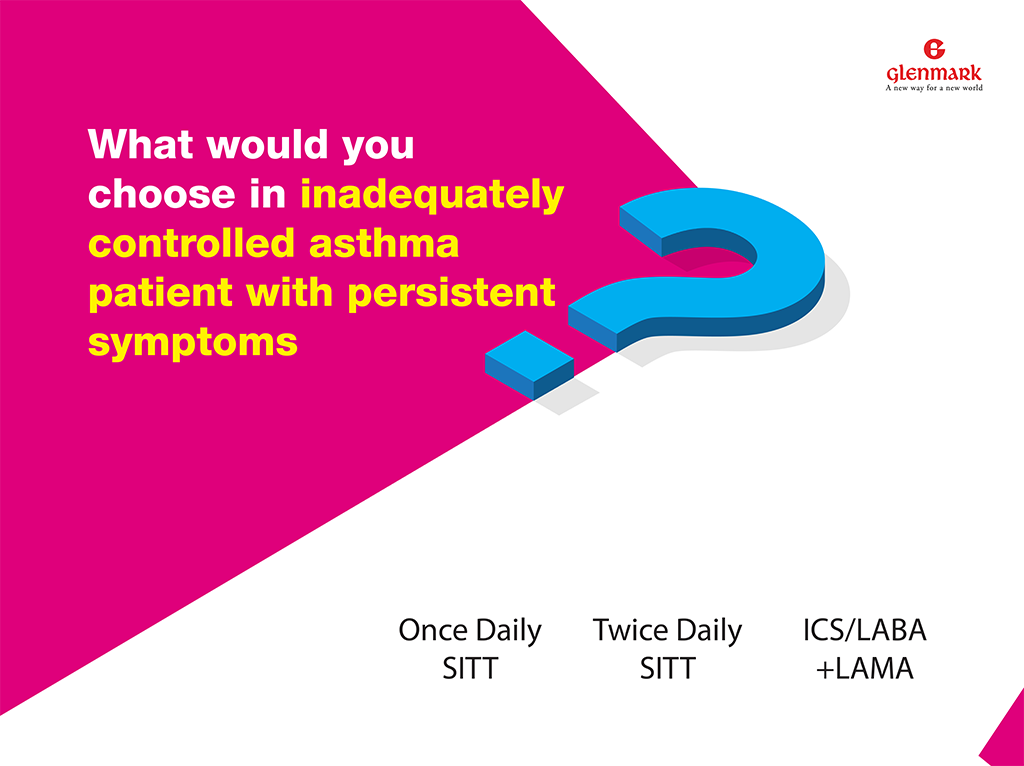 GLENMARK
A new way for a new world
What would you
choose in inadequately
controlled asthma
patient with persistent
symptoms
?
Once Daily
SITT
Twice Daily
SITT
ICS/LABA
+LAMA